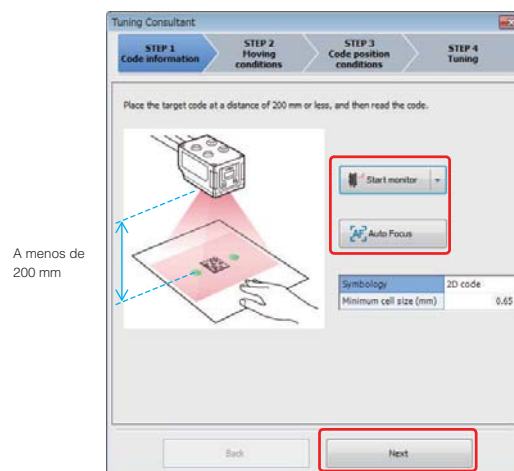 Tuning Consultant
STEP 1
Code information
STEP 2
Moving
conditions
STEP 3
Code position
conditions
STEP 4
Tuning
Place the target code at a distance of 200 mm or less, and then read the code.
Start monitor
AF Auto Focus
A menos de
200 mm
Symbology 2D code
Minimum cell size (mm) 0.65
Back Next